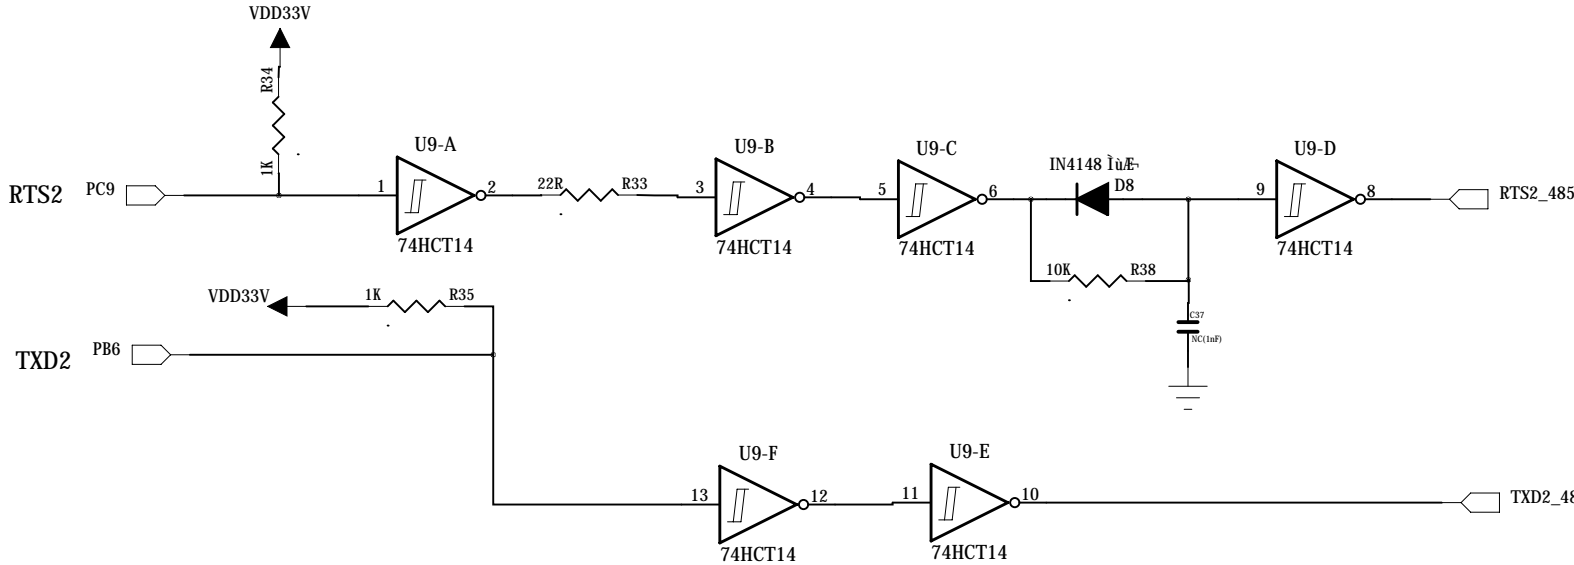 VDD33V
R34
1K
U9-A
U9-B
U9-C
IN4148 ÌùÆ¬
D8
U9-D
RTS2
PC9
1
2
22R
R33
3
4
5
6
9
8
RTS2_485
74HCT14
74HCT14
74HCT14
74HCT14
10K
R38
VDD33V
1K
R35
C37
NC(1nF)
TXD2
PB6
U9-F
U9-E
13
12
11
10
TXD2_48
74HCT14
74HCT14